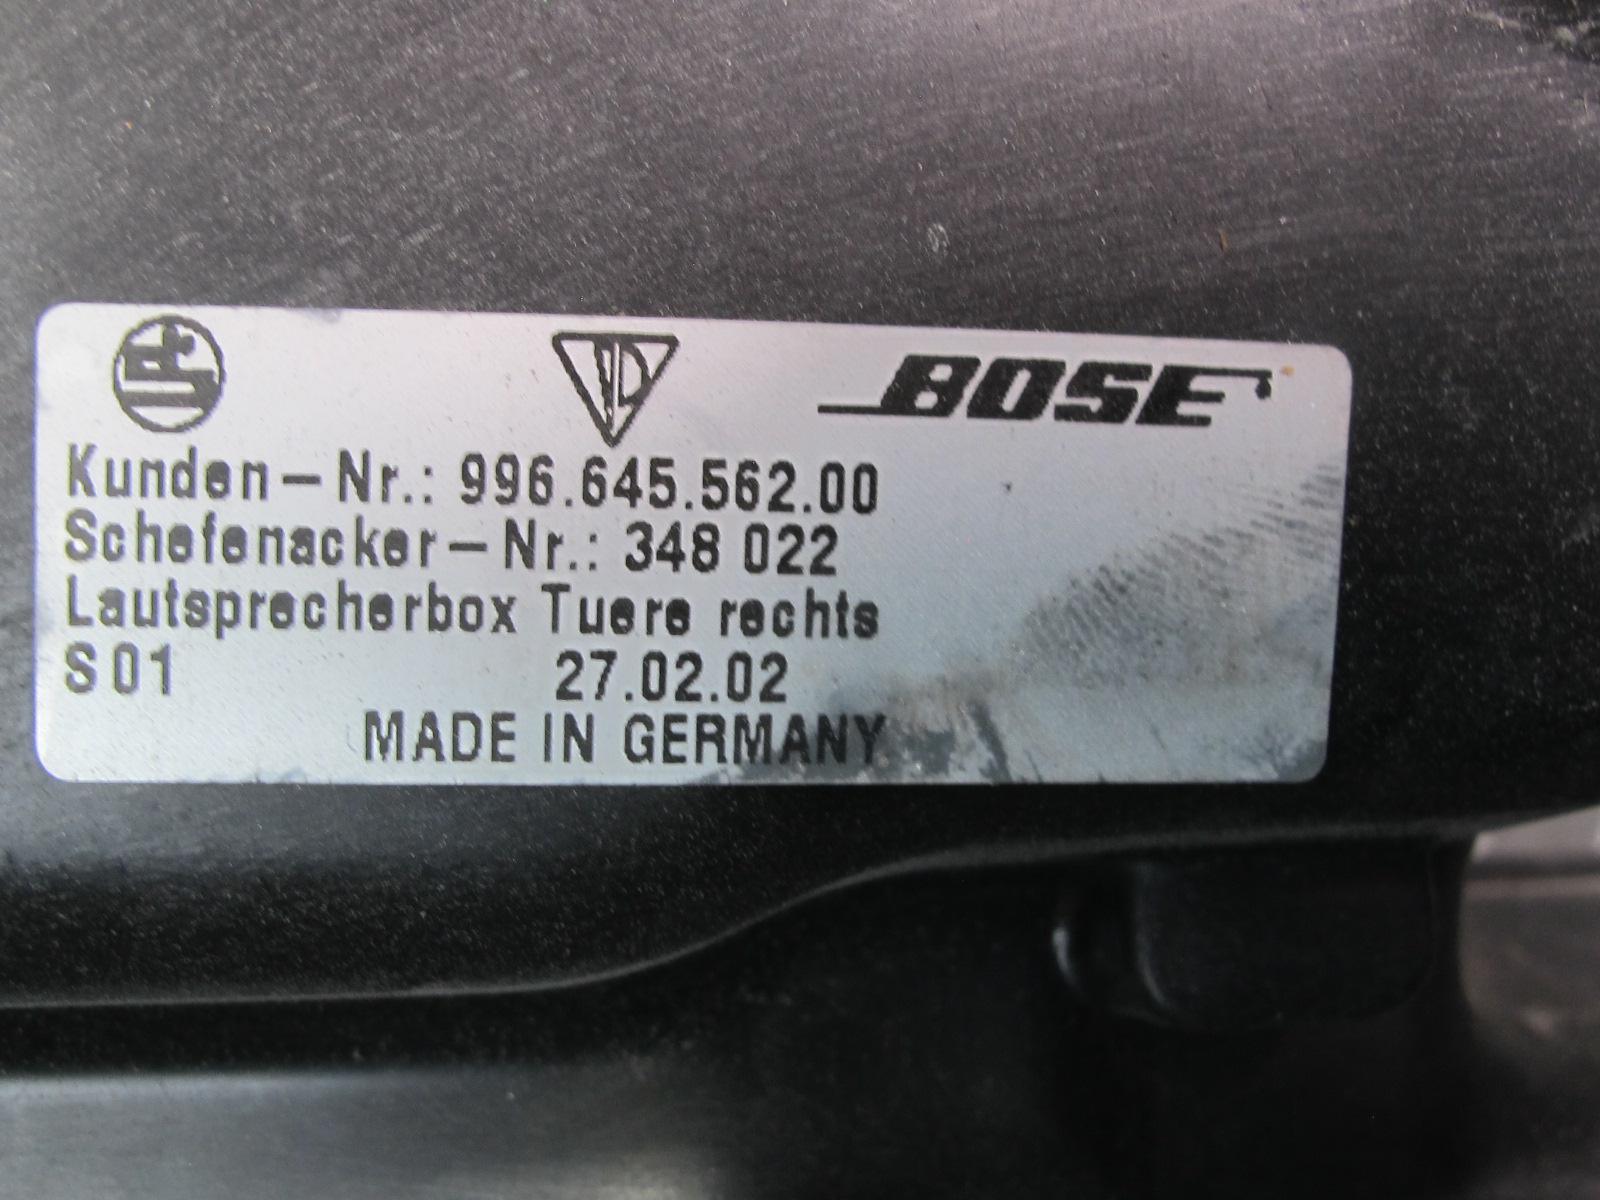 BOSE
Kunden-Nr.: 996.645.562.00
Schefenacker-Nr.: 348 022
Lautsprecherbox Tuere rechts
S01 27.02.02
MADE IN GERMANY